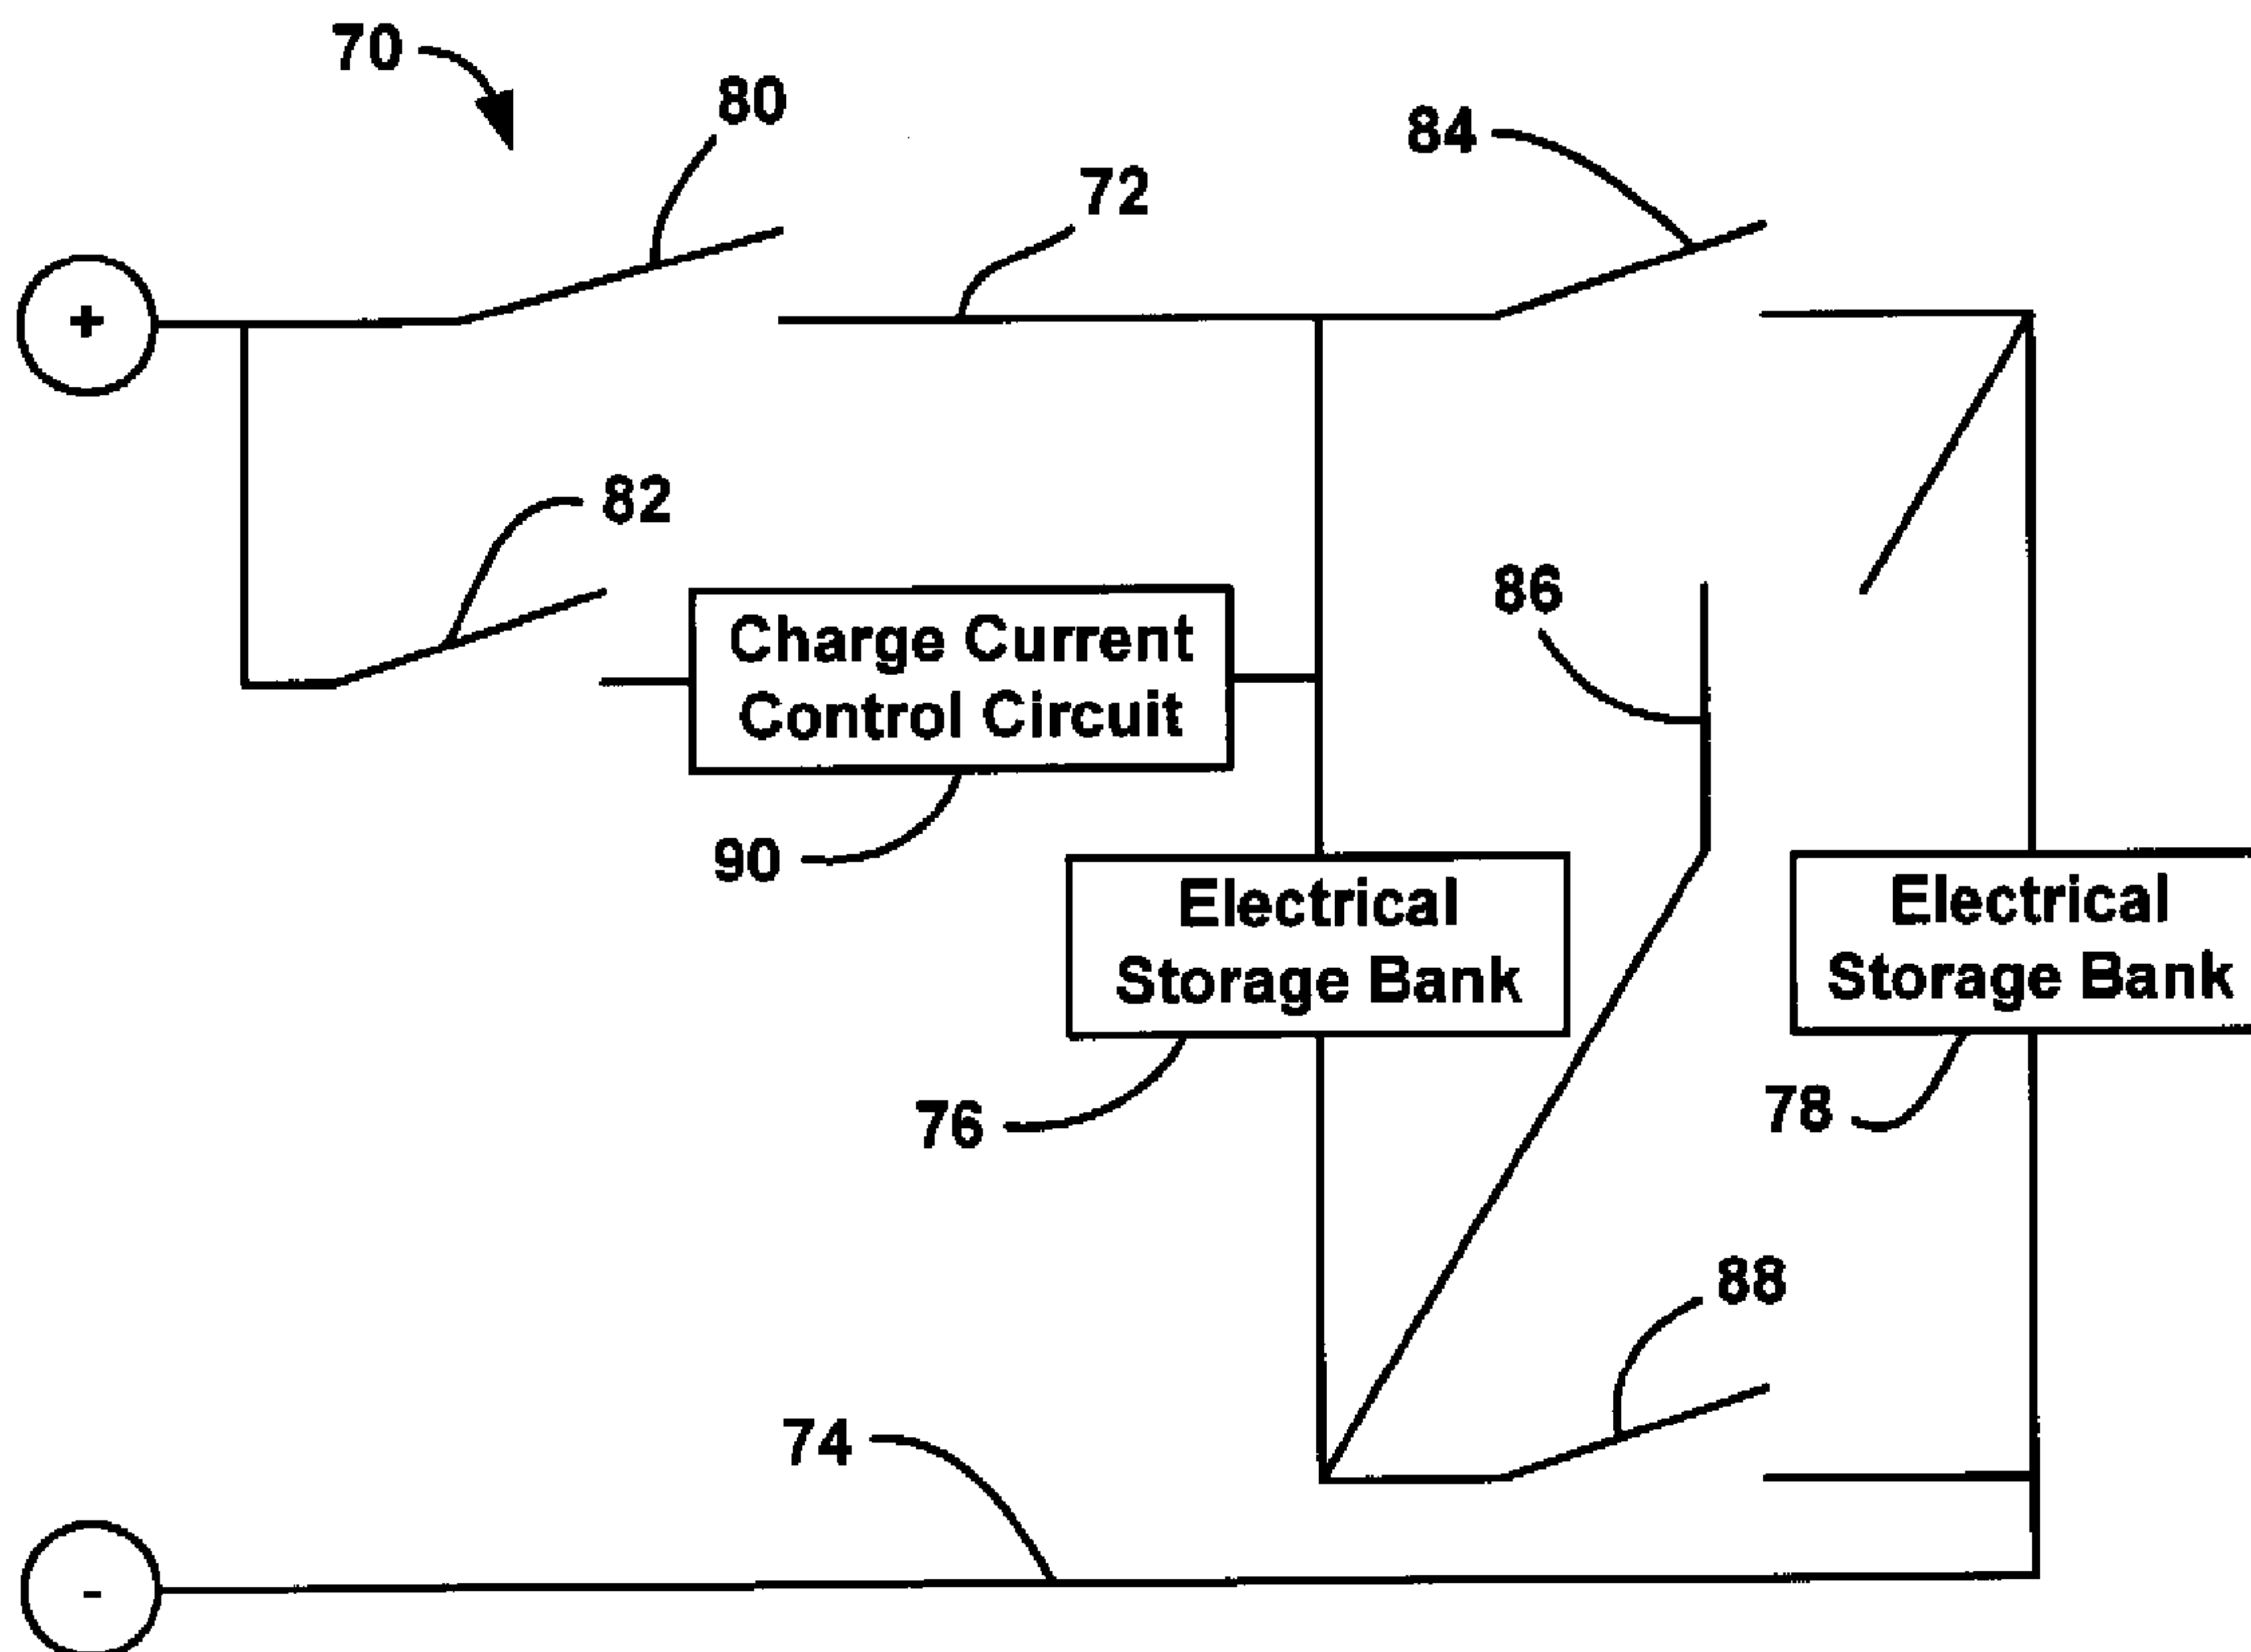 70
80
84
72
+
82
86
Charge Current
Control Circuit
90
Electrical
Storage Bank
Electrical
Storage Bank
76
78
88
74
-